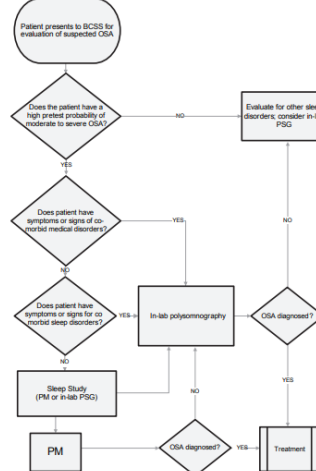 Patient presents to BCSS for
evaluation of suspected OSA
Does the patient have a
high pretest probability of
moderate to severe OSA?
NO
Evaluate for other slee
disorders; consider in-l
PSG
YES
Does patient have
symptoms or signs of co-
morbid medical disorders?
YES
NO
NO
Does patient have
symptoms or signs for co
morbid sleep disorders?
YES
In-lab polysomnography
OSA diagnosed?
NO
YES
Sleep Study
(PM or in-lab PSG)
NO
PM
OSA diagnosed?
YES
Treatment